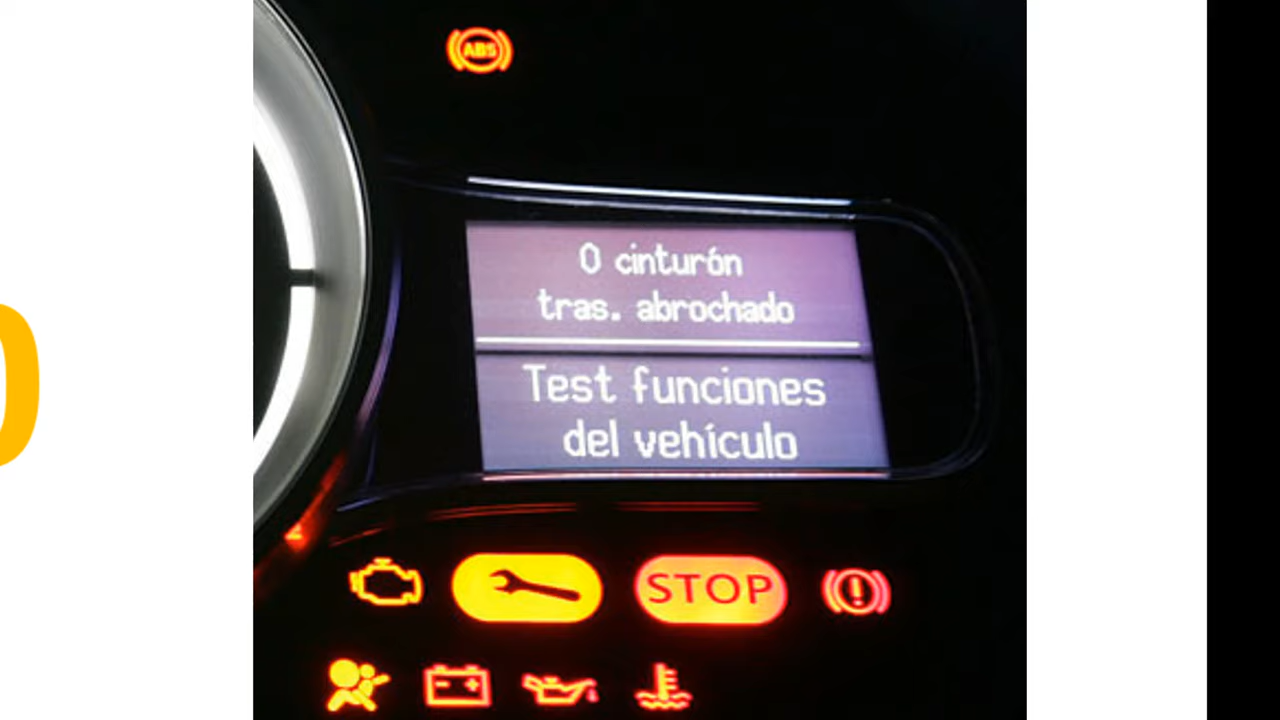 ABS
0 cinturón
tras. abrochado
Test funciones
del vehículo
STOP